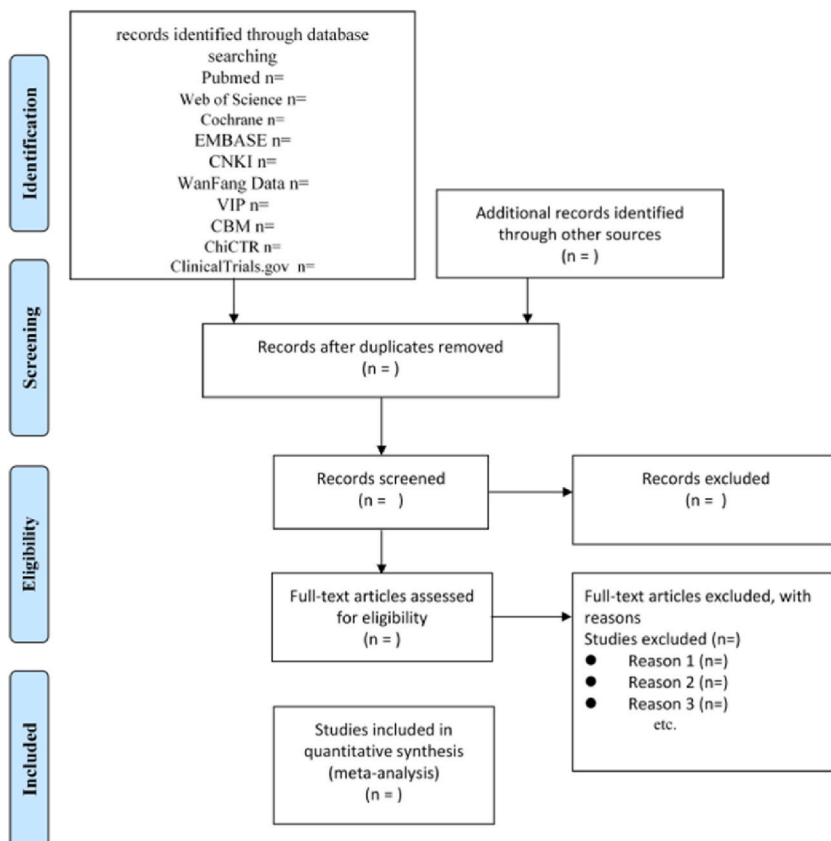 Identification
records identified through database
searching
Pubmed n=
Web of Science n=
Cochrane n=
EMBASE n=
CNKI n=
WanFang Data n=
VIP n=
CBM n=
ChiCTR n=
ClinicalTrials.gov n=
Additional records identified
through other sources
(n = )
Screening
Records after duplicates removed
(n = )
Records screened
(n = )
Records excluded
(n = )
Eligibility
Full-text articles assessed
for eligibility
(n = )
Full-text articles excluded, with
reasons
Studies excluded (n=)
● Reason 1 (n=)
● Reason 2 (n=)
● Reason 3 (n=)
etc.
Included
Studies included in
quantitative synthesis
(meta-analysis)
(n = )